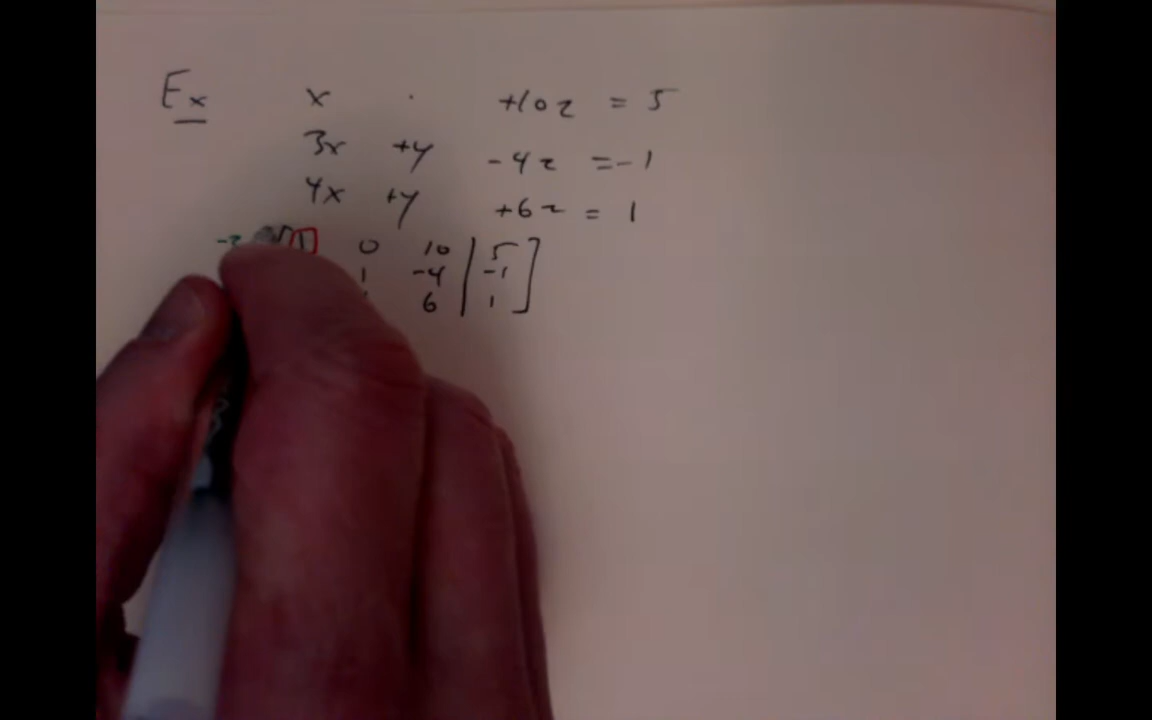 Ex x . +10z = 5
3x +y -4z = -1
4x +y +6z = 1
0 10 | 5 ]
1 -4 | -1
6 | 1